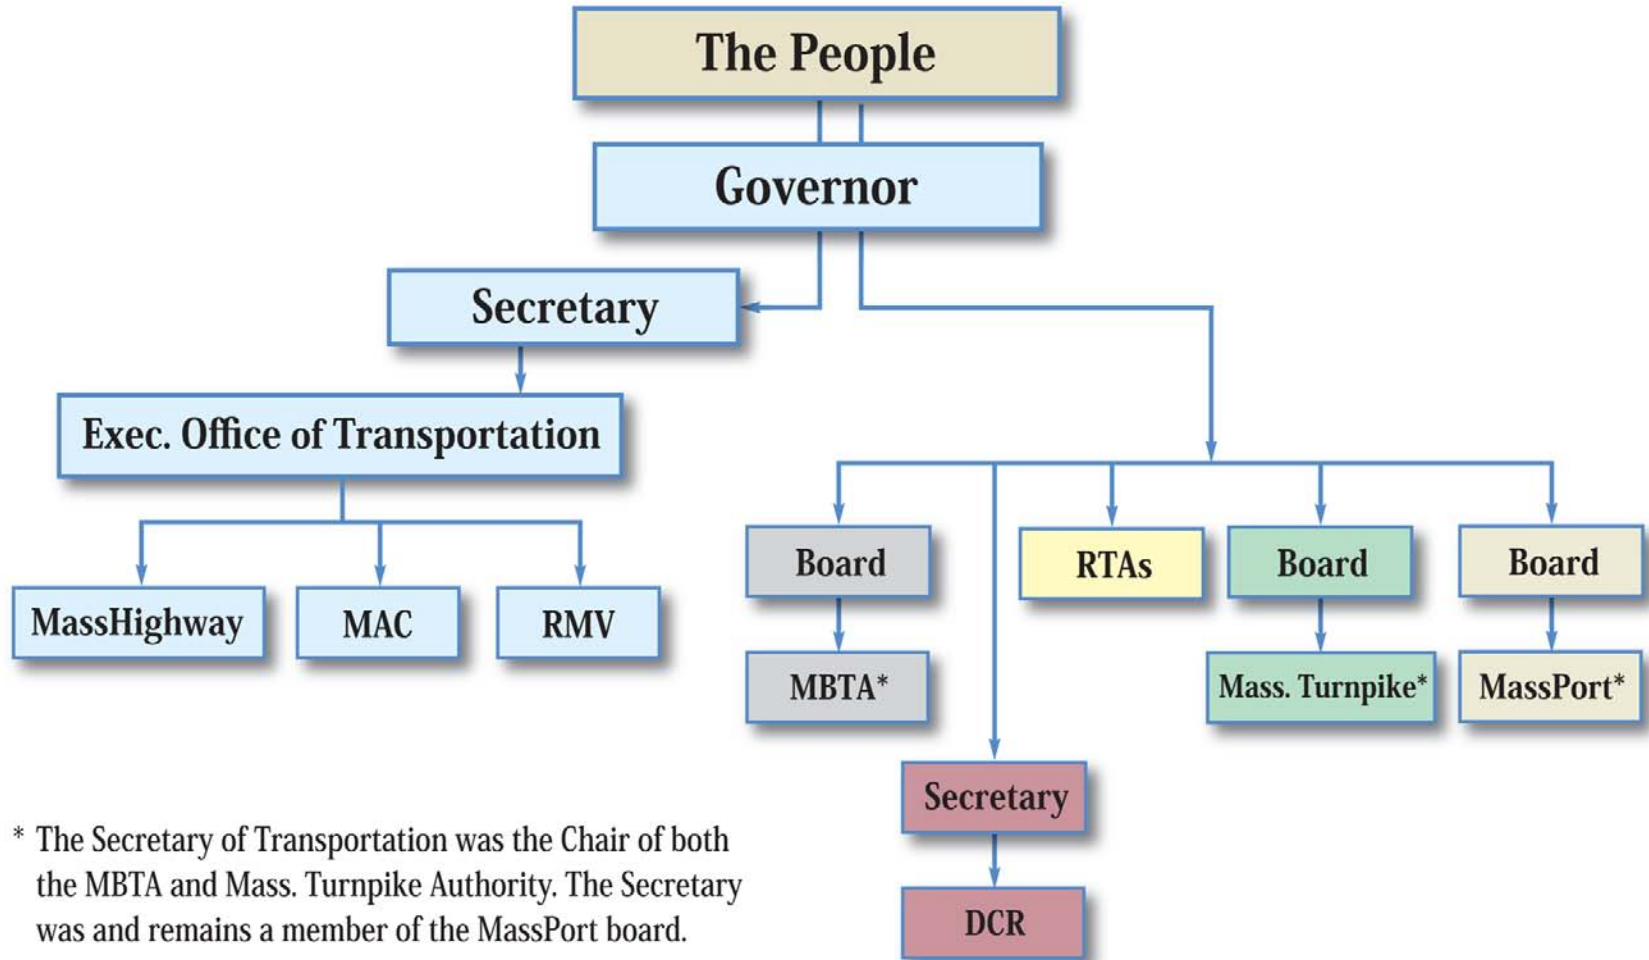 The People
Governor
Secretary
Exec. Office of Transportation
MassHighway
MAC
RMV
Board
RTAs
Board
Board
MBTA*
Mass. Turnpike*
MassPort*
Secretary
DCR
* The Secretary of Transportation was the Chair of both
the MBTA and Mass. Turnpike Authority. The Secretary
was and remains a member of the MassPort board.